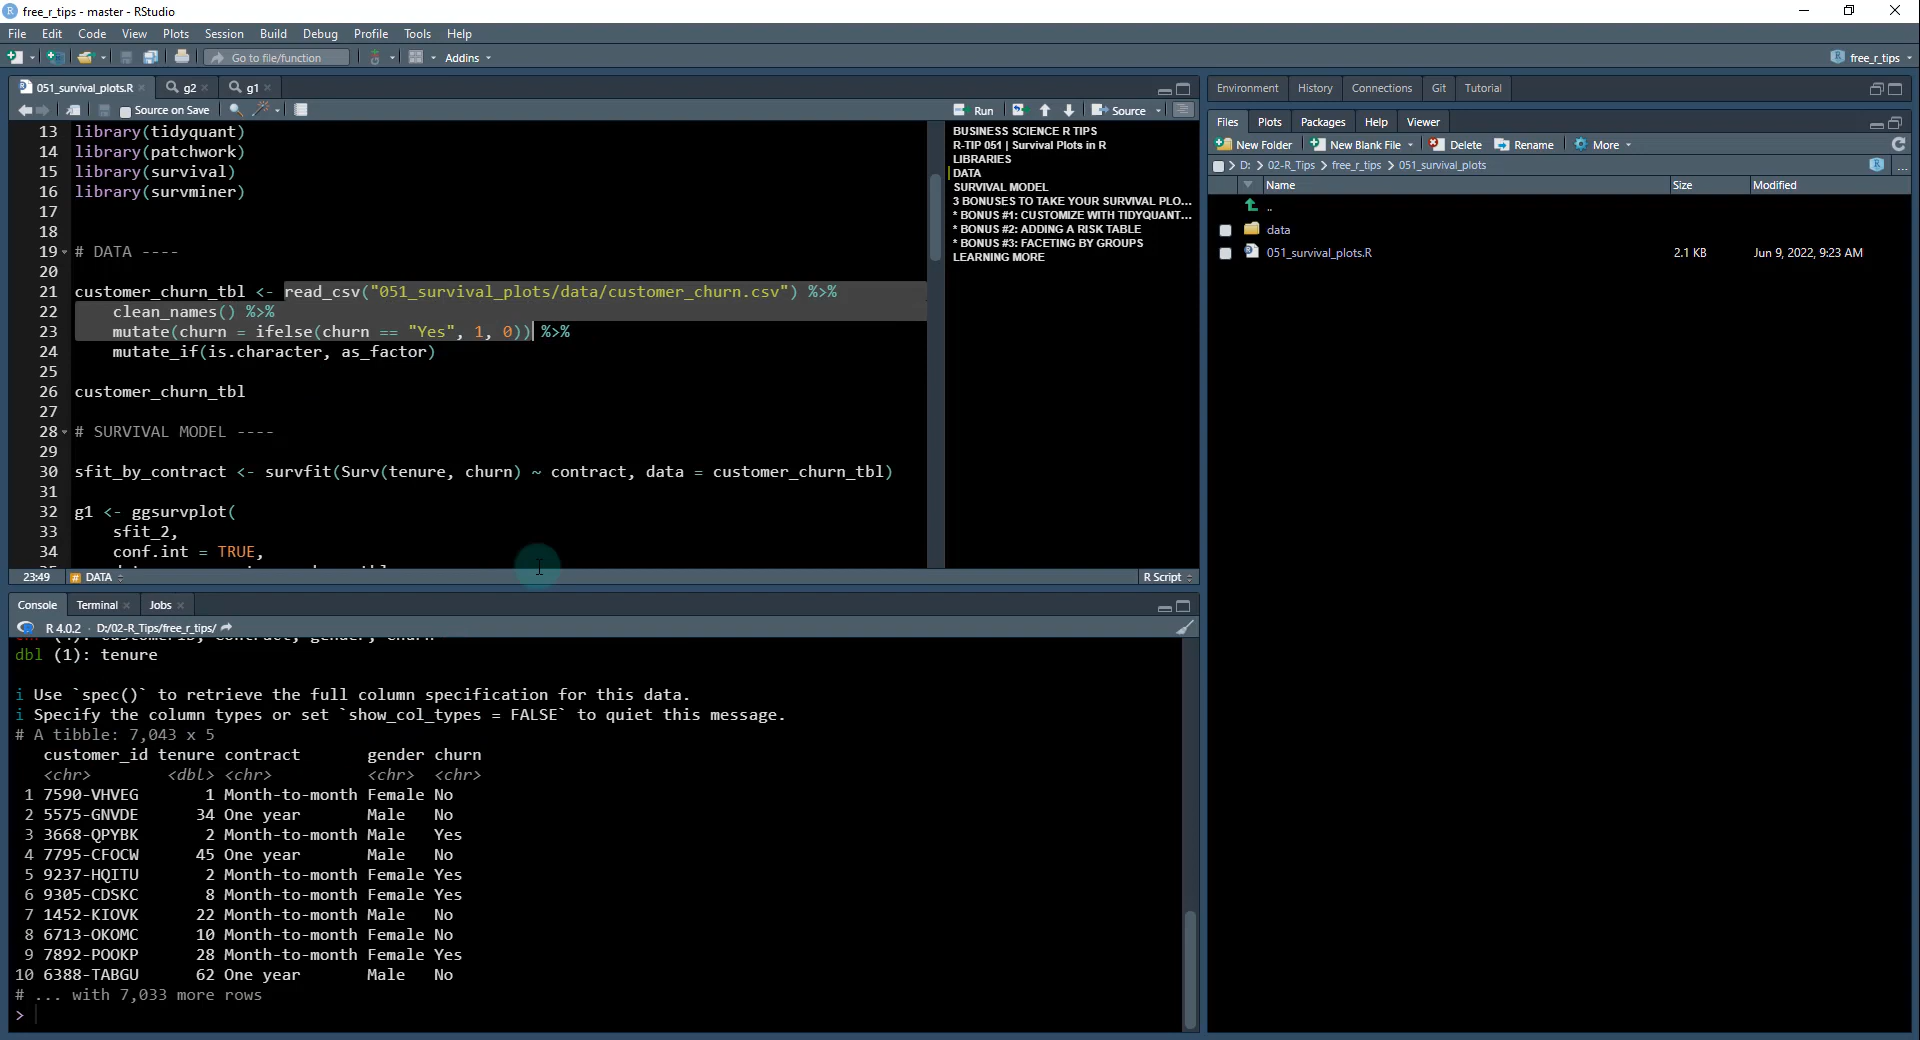 free_r_tips - master - RStudio
File Edit Code View Plots Session Build Debug Profile Tools Help
Go to file/function Addins free_r_tips
051_survival_plots.R g2 g1
Source on Save Run Source
13 library(tidyquant)
14 library(patchwork)
15 library(survival)
16 library(survminer)
17
18
19 # DATA ----
20
21 customer_churn_tbl <- read_csv("051_survival_plots/data/customer_churn.csv") %>%
22 clean_names() %>%
23 mutate(churn = ifelse(churn == "Yes", 1, 0)) %>%
24 mutate_if(is.character, as_factor)
25
26 customer_churn_tbl
27
28 # SURVIVAL MODEL ----
29
30 sfit_by_contract <- survfit(Surv(tenure, churn) ~ contract, data = customer_churn_tbl)
31
32 g1 <- ggsurvplot(
33 sfit_2,
34 conf.int = TRUE,
23:49 DATA R Script
BUSINESS SCIENCE R TIPS
R-TIP 051 | Survival Plots in R
LIBRARIES
DATA
SURVIVAL MODEL
3 BONUSES TO TAKE YOUR SURVIVAL PLO...
* BONUS #1: CUSTOMIZE WITH TIDYQUANT...
* BONUS #2: ADDING A RISK TABLE
* BONUS #3: FACETING BY GROUPS
LEARNING MORE
Console Terminal Jobs
R 4.0.2 · D:/02-R_Tips/free_r_tips/
dbl (1): tenure
i Use `spec()` to retrieve the full column specification for this data.
i Specify the column types or set `show_col_types = FALSE` to quiet this message.
# A tibble: 7,043 x 5
customer_id tenure contract gender churn
<chr> <dbl> <chr> <chr> <chr>
1 7590-VHVEG 1 Month-to-month Female No
2 5575-GNVDE 34 One year Male No
3 3668-QPYBK 2 Month-to-month Male Yes
4 7795-CFOCW 45 One year Male No
5 9237-HQITU 2 Month-to-month Female Yes
6 9305-CDSKC 8 Month-to-month Female Yes
7 1452-KIOVK 22 Month-to-month Male No
8 6713-OKOMC 10 Month-to-month Female No
9 7892-POOKP 28 Month-to-month Female Yes
10 6388-TABGU 62 One year Male No
# ... with 7,033 more rows
>
Environment History Connections Git Tutorial
Files Plots Packages Help Viewer
New Folder New Blank File Delete Rename More
D: > 02-R_Tips > free_r_tips > 051_survival_plots ...
Name Size Modified
..
data
051_survival_plots.R 2.1 KB Jun 9, 2022, 9:23 AM